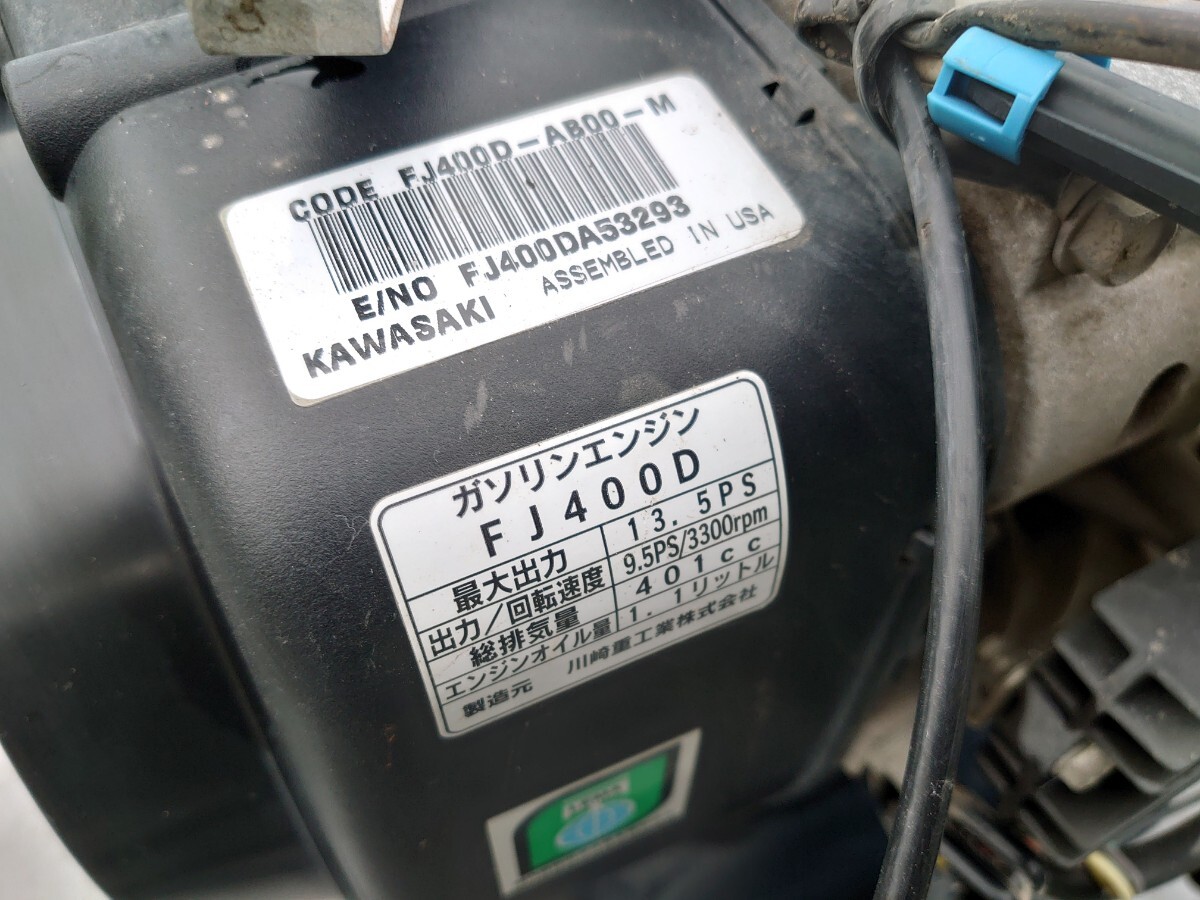 CODE FJ400D-AB00-M
E/NO FJ400DA53293
KAWASAKI ASSEMBLED IN USA
ガソリンエンジン
FJ400D
最大出力 13.5PS
出力/回転速度 9.5PS/3300rpm
総排気量 401cc
エンジンオイル量 1.1リットル
製造元 川崎重工業株式会社